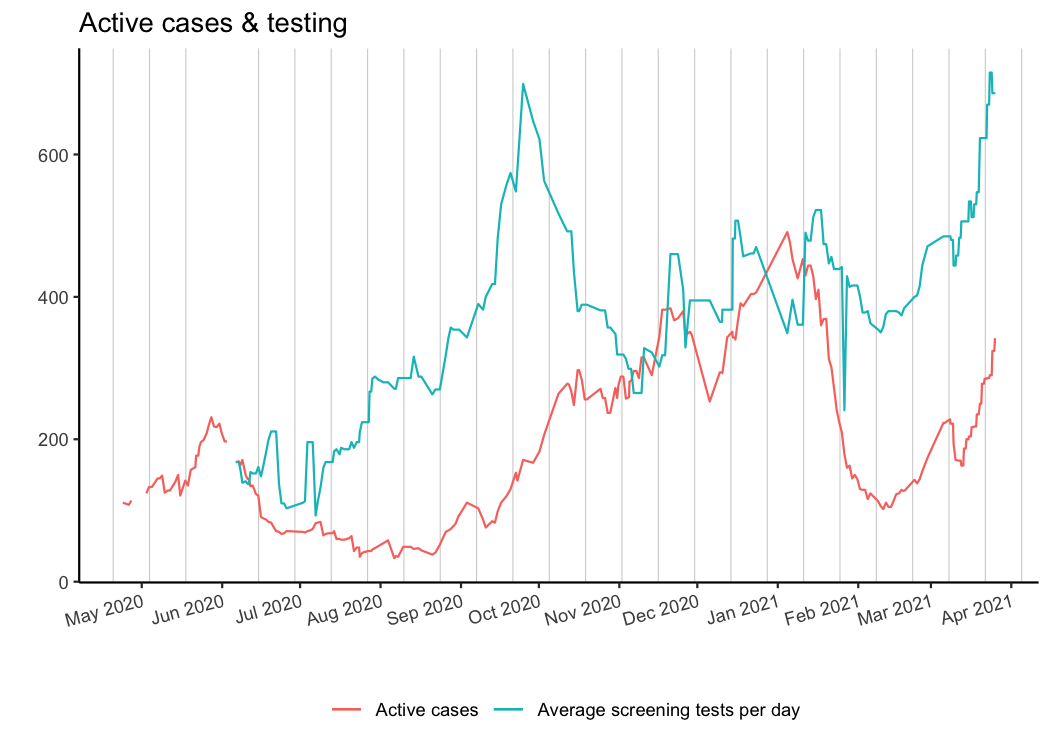 Active cases & testing
600
400
200
0
May 2020
Jun 2020
Jul 2020
Aug 2020
Sep 2020
Oct 2020
Nov 2020
Dec 2020
Jan 2021
Feb 2021
Mar 2021
Apr 2021
Active cases
Average screening tests per day